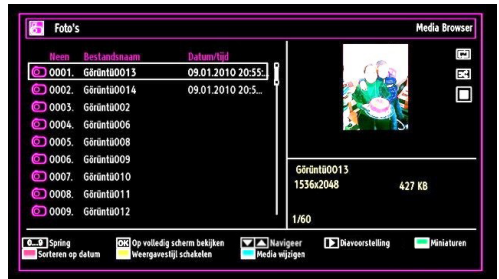 Foto's Media Browser
Neen Bestandsnaam Datum/tijd
0001. Görüntü0013 09.01.2010 20:55:..
0002. Görüntü0014 09.01.2010 20:5...
0003. Görüntü002
0004. Görüntü006
0005. Görüntü008
0006. Görüntü009
0007. Görüntü010
0008. Görüntü011
0009. Görüntü012
Görüntü0013
1536x2048 427 KB
1/60
0...9 Spring OK Op volledig scherm bekijken Navigeer Diavoorstelling Miniaturen
Sorteren op datum Weergavestijl schakelen Media wijzigen